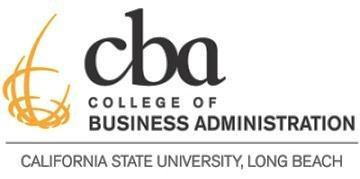 cba
COLLEGE OF
BUSINESS ADMINISTRATION
CALIFORNIA STATE UNIVERSITY, LONG BEACH